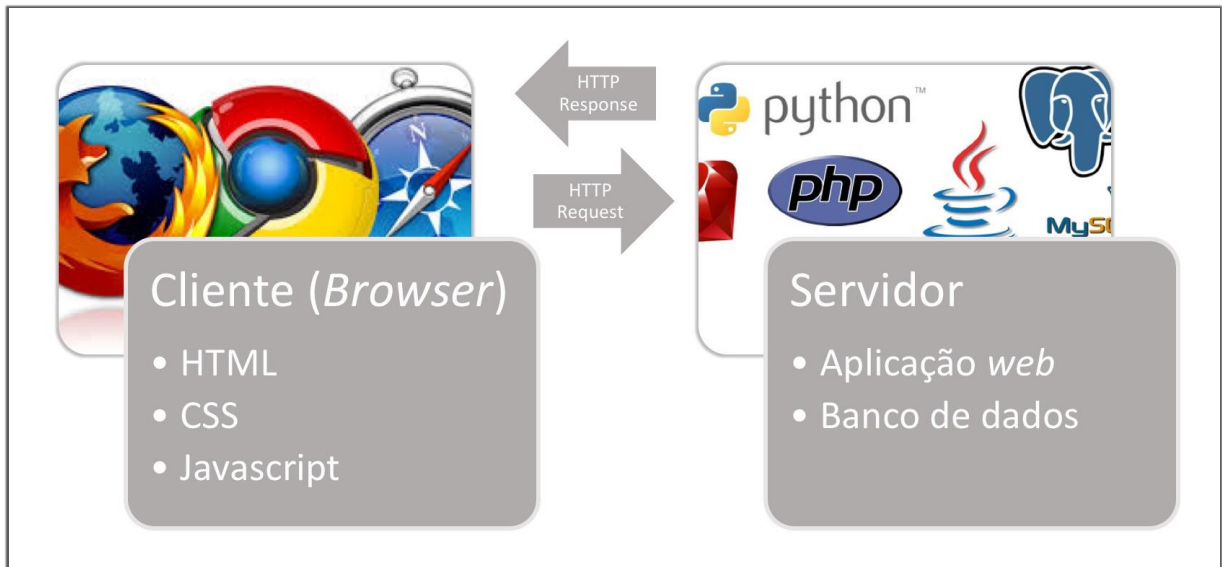 HTTP
Response
HTTP
Request
python™
php
N
Cliente (Browser)
• HTML
• CSS
• Javascript
Servidor
• Aplicação web
• Banco de dados